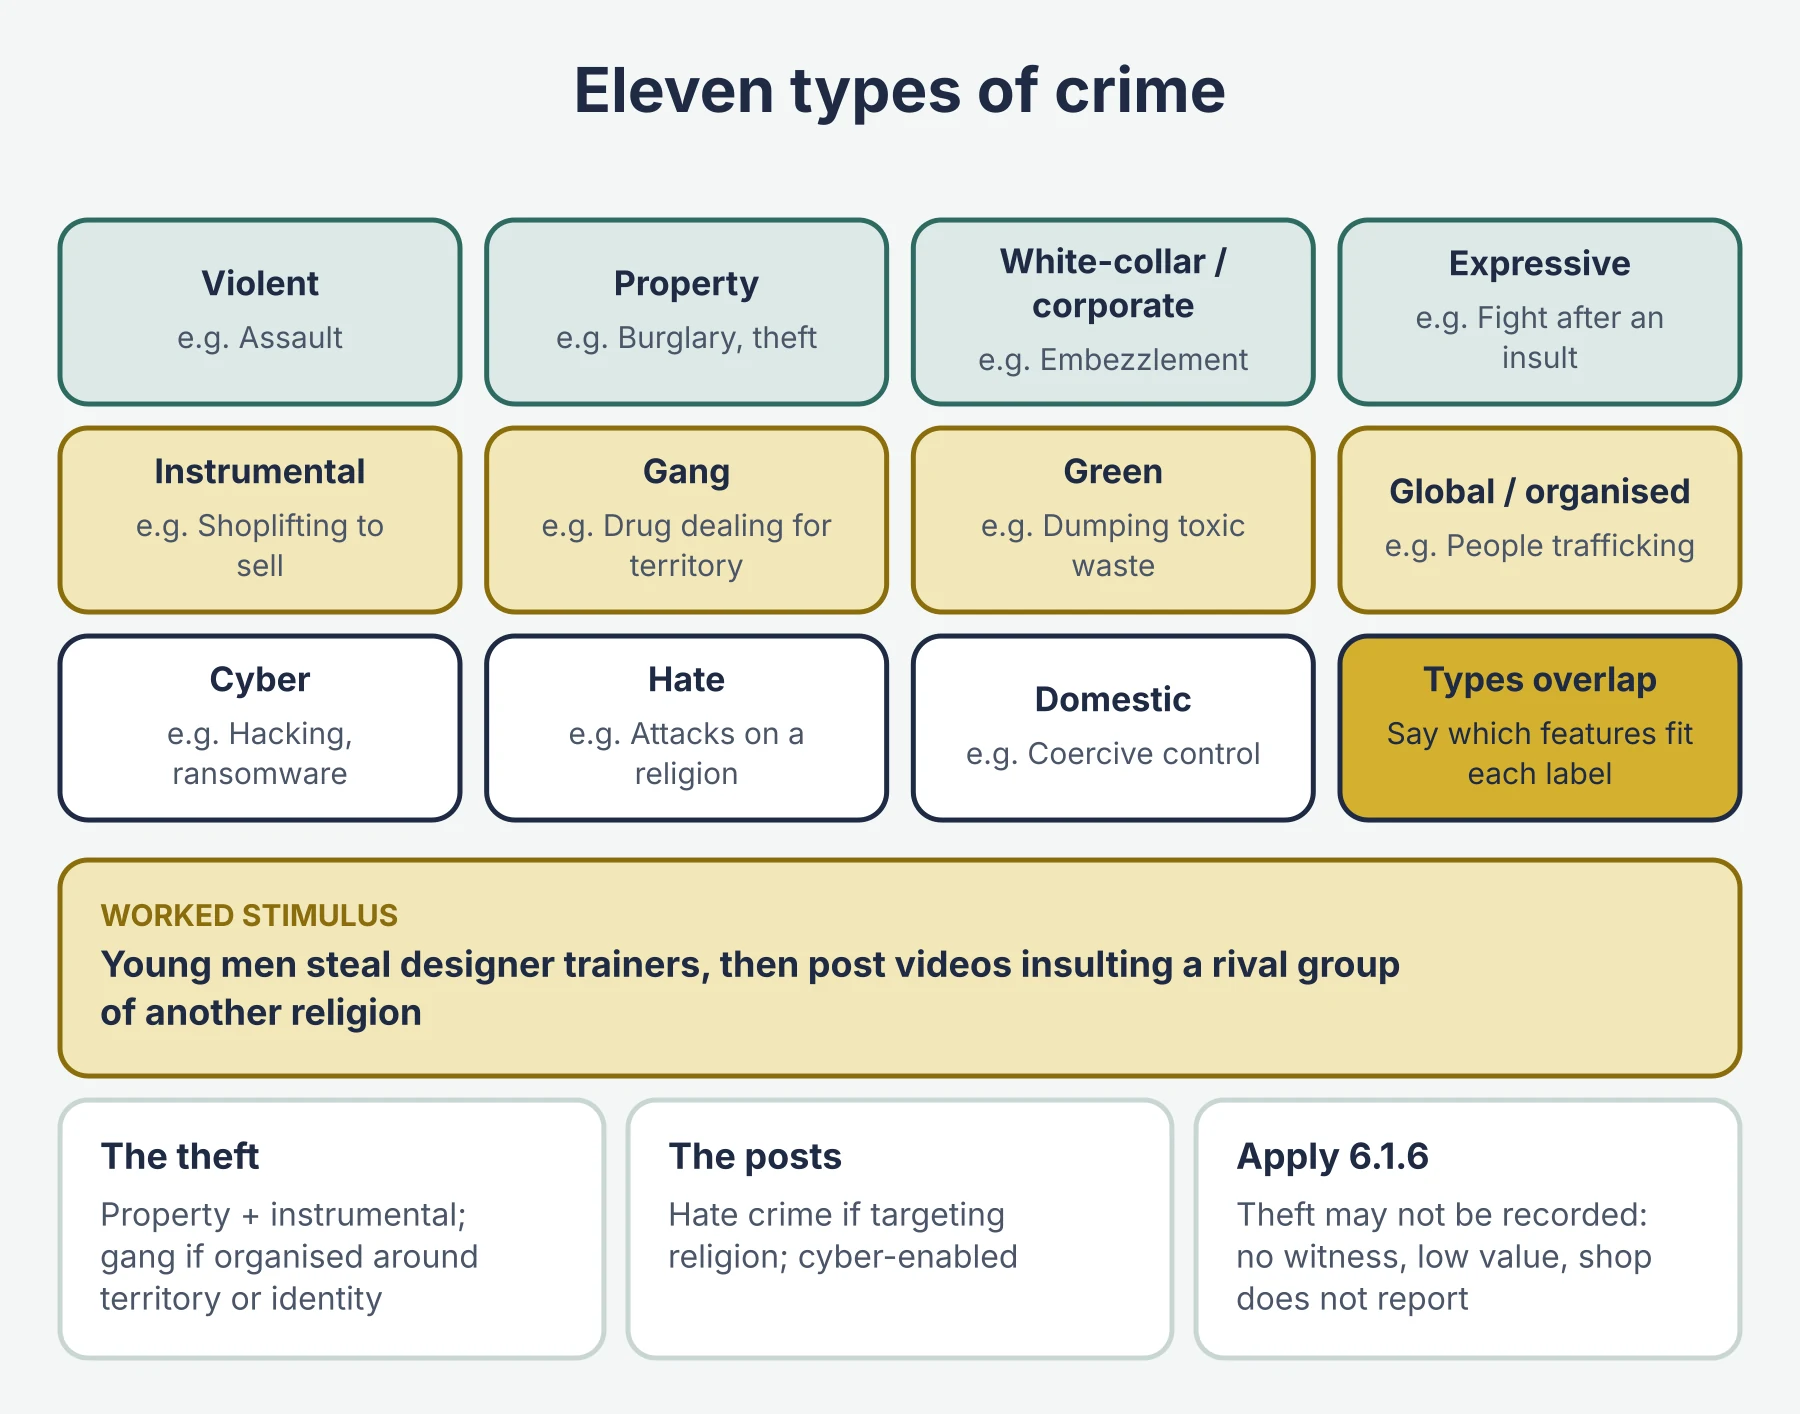 Eleven types of crime
Violent
e.g. Assault
Property
e.g. Burglary, theft
White-collar /
corporate
e.g. Embezzlement
Expressive
e.g. Fight after an
insult
Instrumental
e.g. Shoplifting to
sell
Gang
e.g. Drug dealing for
territory
Green
e.g. Dumping toxic
waste
Global / organised
e.g. People trafficking
Cyber
e.g. Hacking,
ransomware
Hate
e.g. Attacks on a
religion
Domestic
e.g. Coercive control
Types overlap
Say which features fit
each label
WORKED STIMULUS
Young men steal designer trainers, then post videos insulting a rival group
of another religion
The theft
Property + instrumental;
gang if organised around
territory or identity
The posts
Hate crime if targeting
religion; cyber-enabled
Apply 6.1.6
Theft may not be recorded:
no witness, low value, shop
does not report